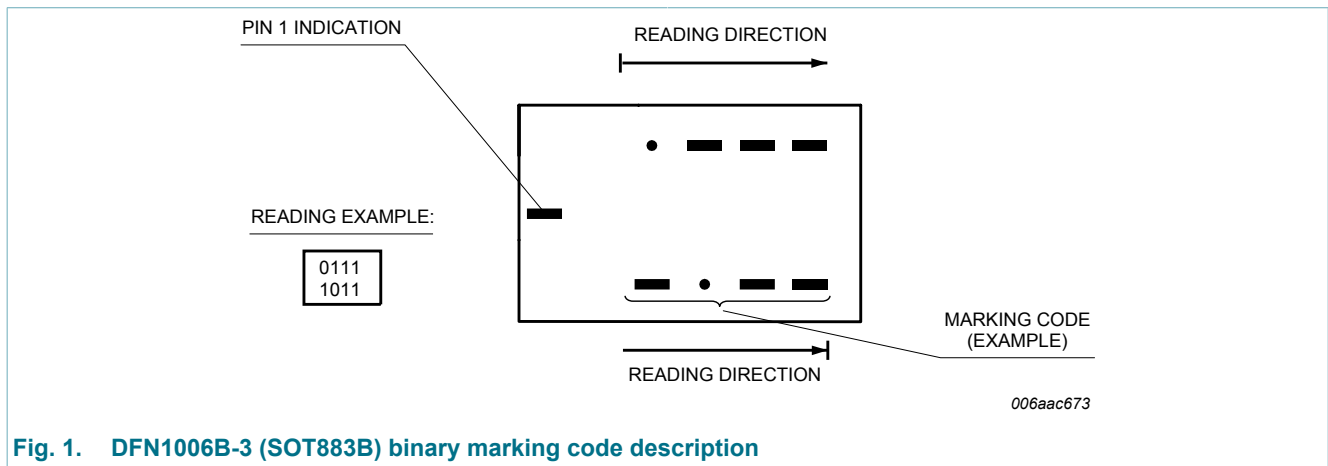 PIN 1 INDICATION
READING DIRECTION
READING EXAMPLE:
0111
1011
MARKING CODE
(EXAMPLE)
READING DIRECTION
006aac673
Fig. 1. DFN1006B-3 (SOT883B) binary marking code description